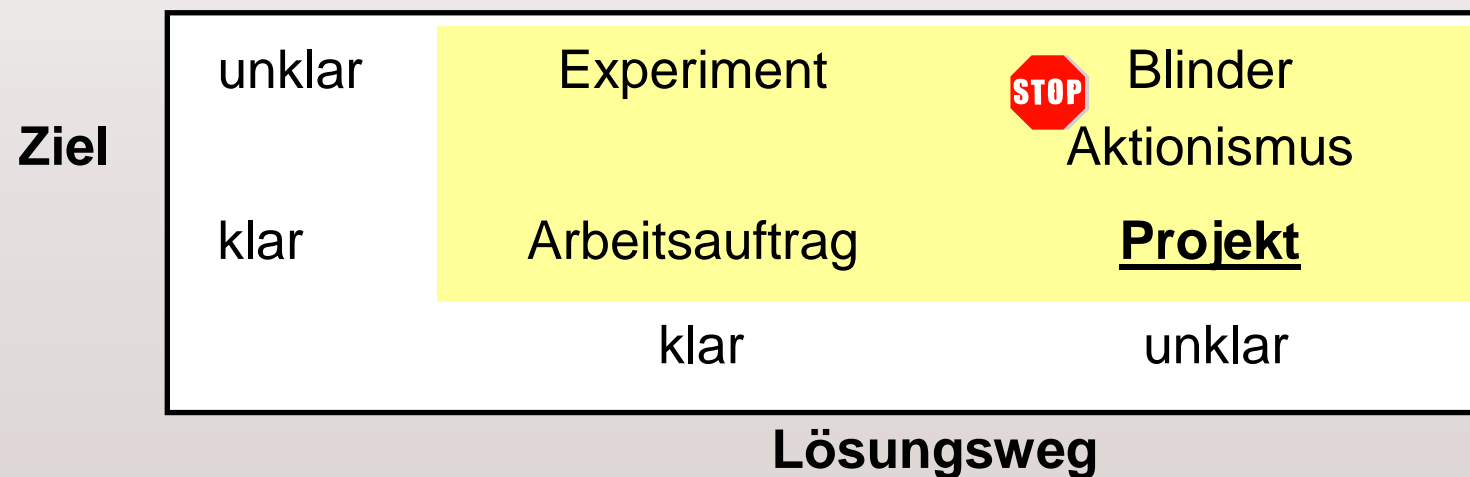 unklar Experiment STOP Blinder
Ziel Aktionismus
klar Arbeitsauftrag Projekt
klar unklar
Lösungsweg